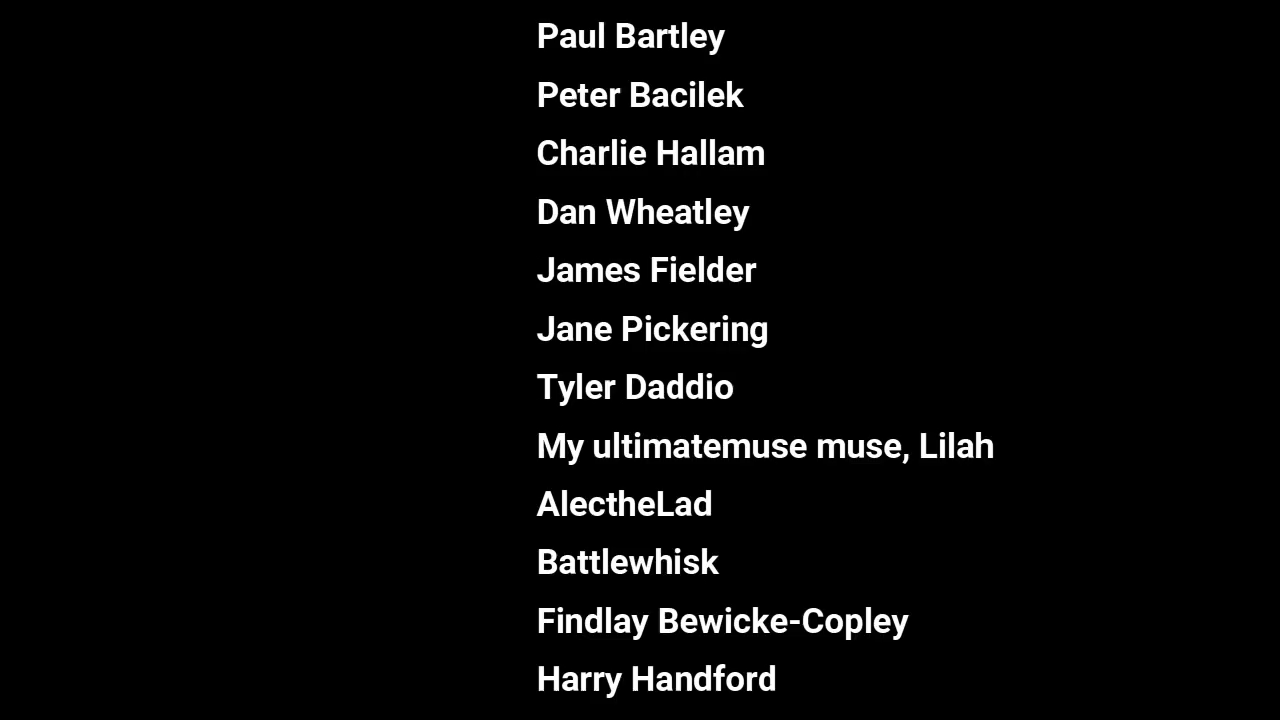 Paul Bartley
Peter Bacilek
Charlie Hallam
Dan Wheatley
James Fielder
Jane Pickering
Tyler Daddio
My ultimatemuse muse, Lilah
AlectheLad
Battlewhisk
Findlay Bewicke-Copley
Harry Handford